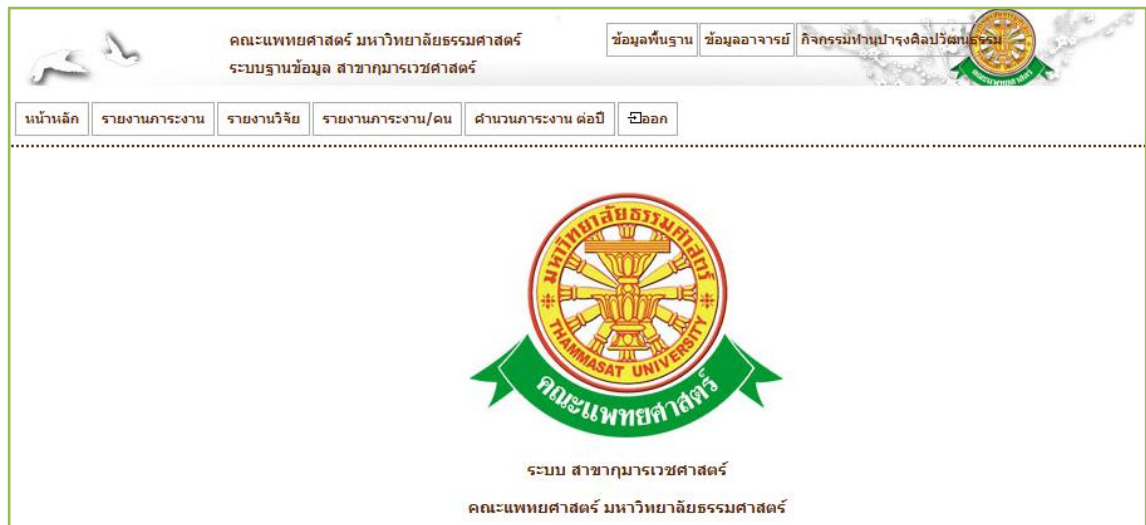 คณะแพทยศาสตร์ มหาวิทยาลัยธรรมศาสตร์
ระบบฐานข้อมูล สาขากุมารเวชศาสตร์
ข้อมูลพื้นฐาน ข้อมูลอาจารย์ กิจกรรมทำนุบำรุงศิลปวัฒนธรรม
หน้าหลัก รายงานภาระงาน รายงานวิจัย รายงานภาระงาน/คน คำนวนภาระงาน ต่อปี ออก
มหาวิทยาลัยธรรมศาสตร์
THAMMASAT UNIVERSITY
คณะแพทยศาสตร์
ระบบ สาขากุมารเวชศาสตร์
คณะแพทยศาสตร์ มหาวิทยาลัยธรรมศาสตร์